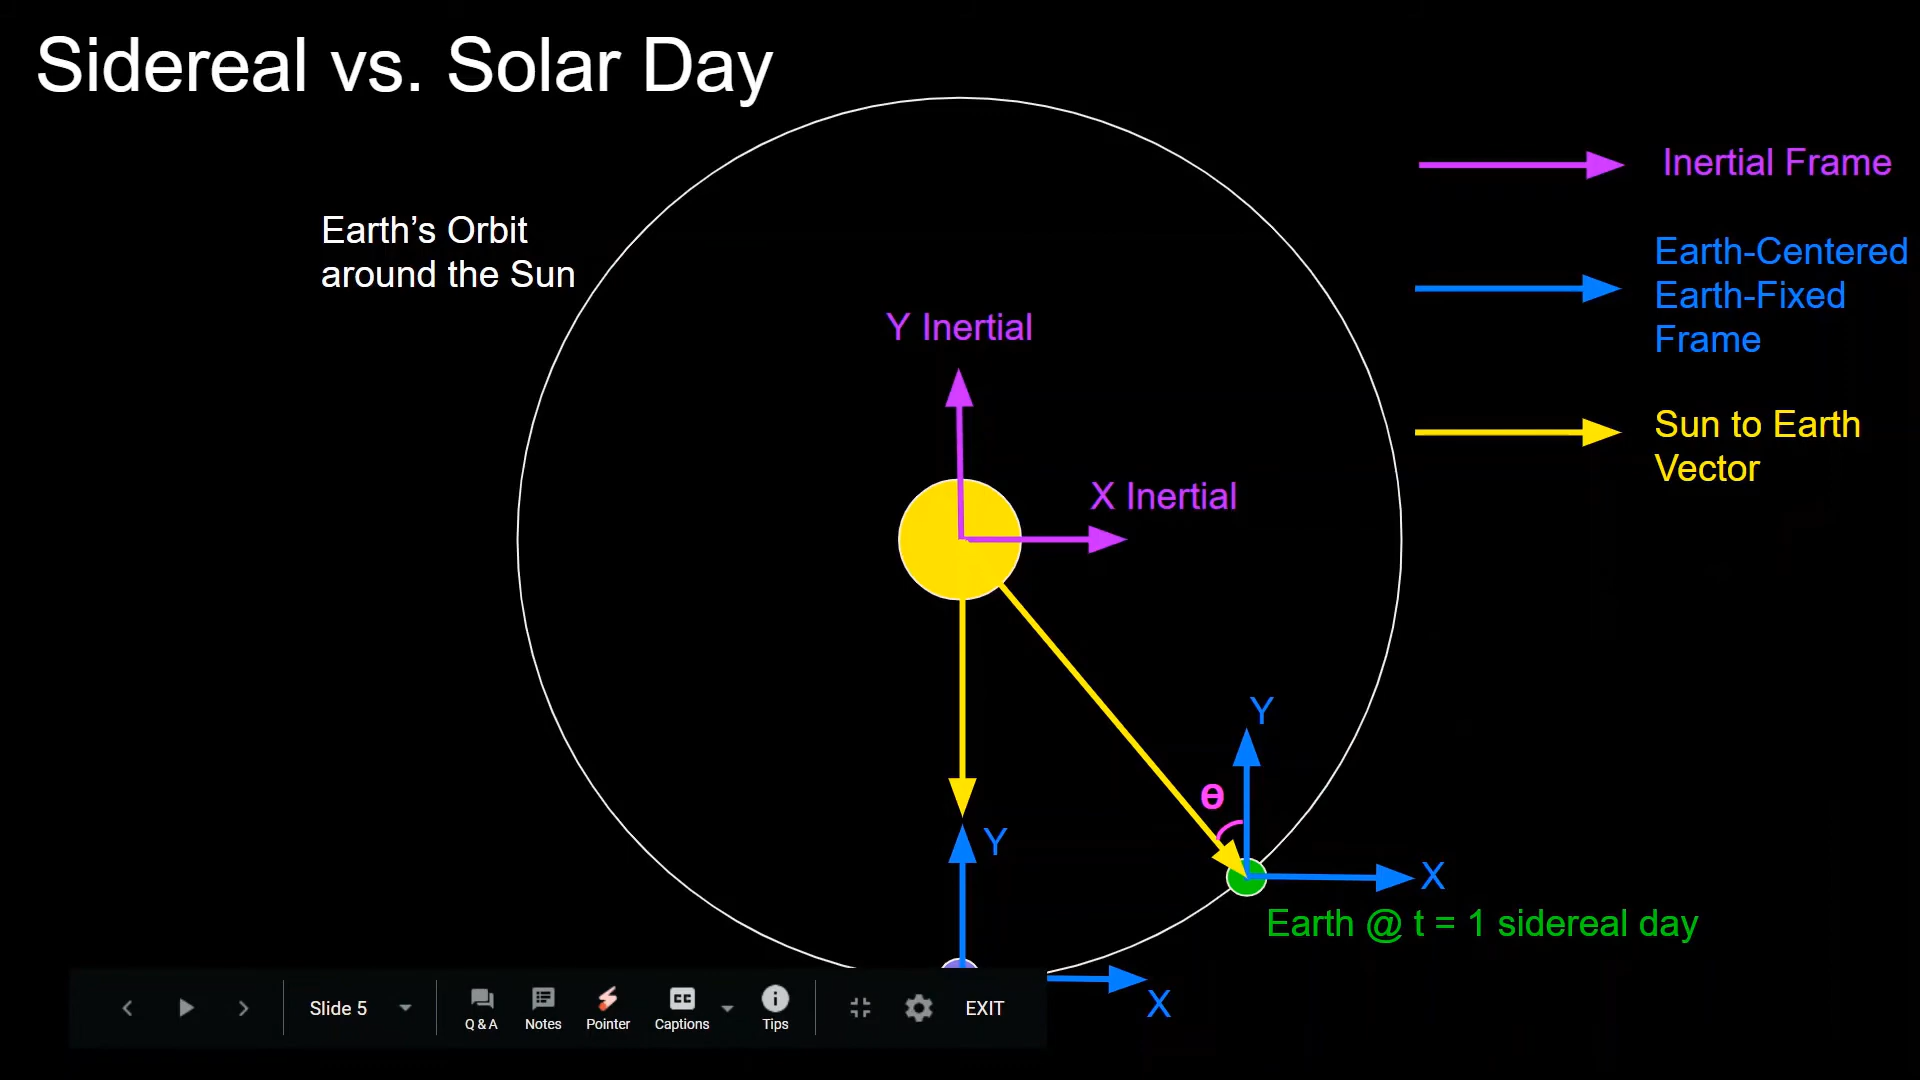 Sidereal vs. Solar Day
Earth’s Orbit
around the Sun
Inertial Frame
Earth-Centered
Earth-Fixed
Frame
Sun to Earth
Vector
Y Inertial
X Inertial
Y
Y
ϴ
X
Earth @ t = 1 sidereal day
X
Slide 5
Q & A
Notes
Pointer
CC
Captions
i
Tips
EXIT